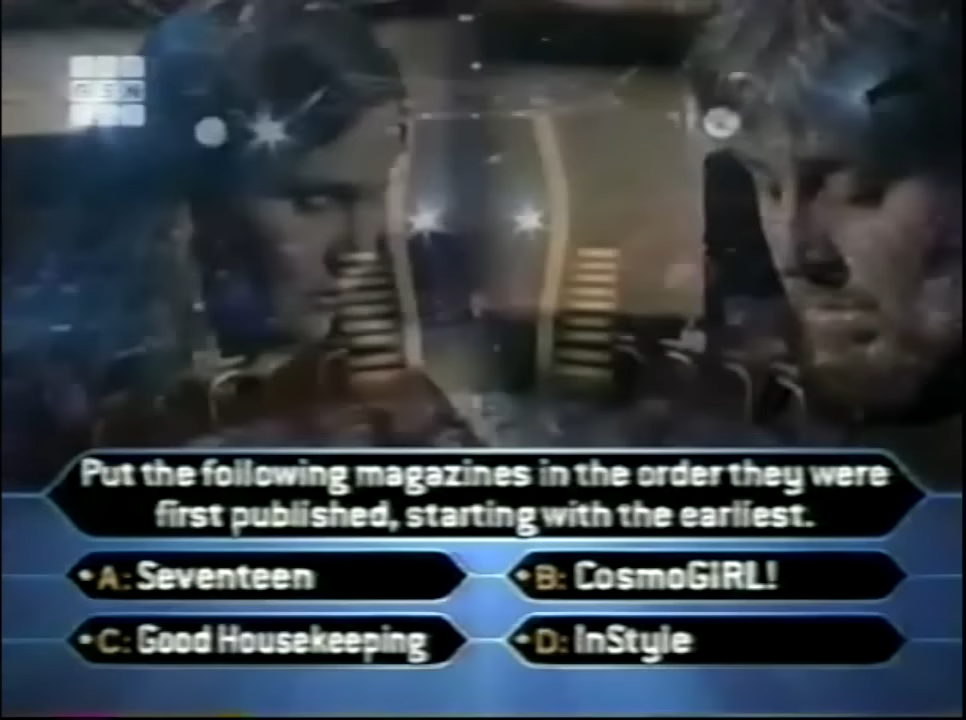 GSN
Put the following magazines in the order they were
first published, starting with the earliest.
A: Seventeen
B: CosmoGIRL!
C: Good Housekeeping
D: InStyle